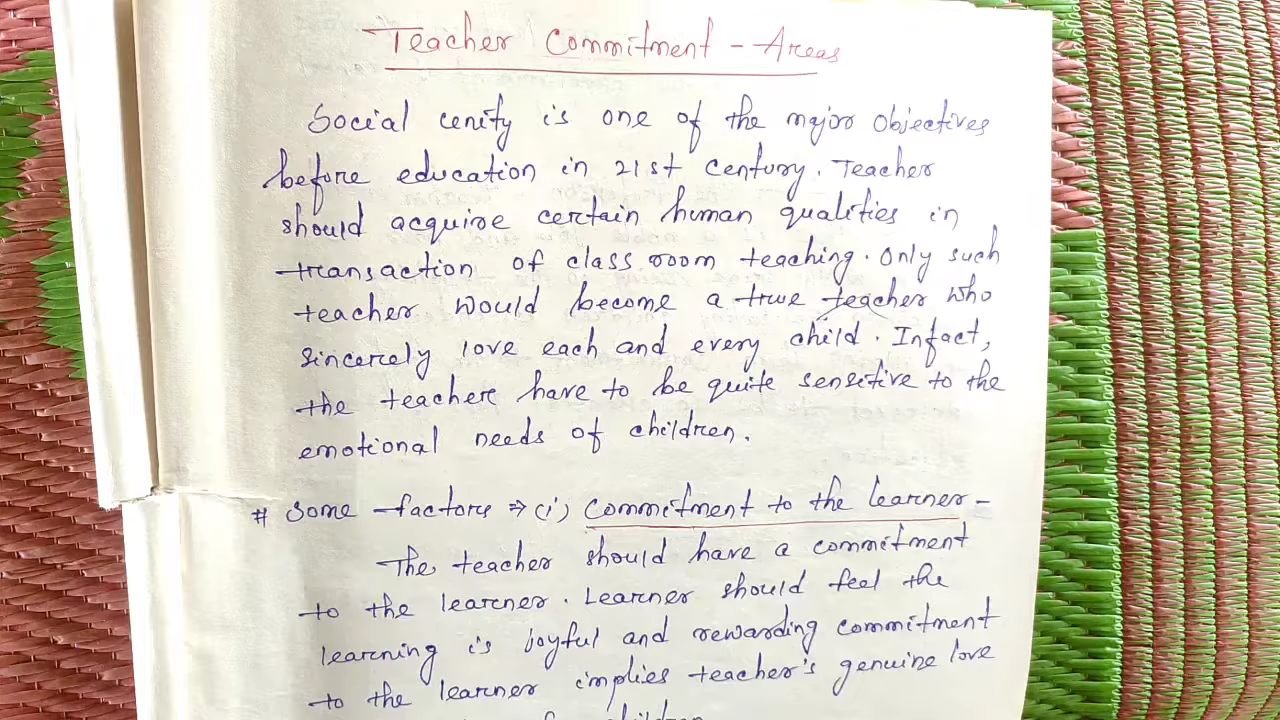 Teacher Commitment - Areas
Social cenity is one of the major objectives
before education in 21st century. Teacher
should acquire certain human qualities in
transaction of class room teaching. Only such
teacher would become a true teacher who
sincerely love each and every child. Infact,
the teachers have to be quite sensitive to the
emotional needs of children.
# Some factors ⇒ (i) Commitment to the learner -
The teacher should have a commitment
to the learner. Learner should feel the
learning is joyful and rewarding commitment
to the learner implies teacher's genuine love
children